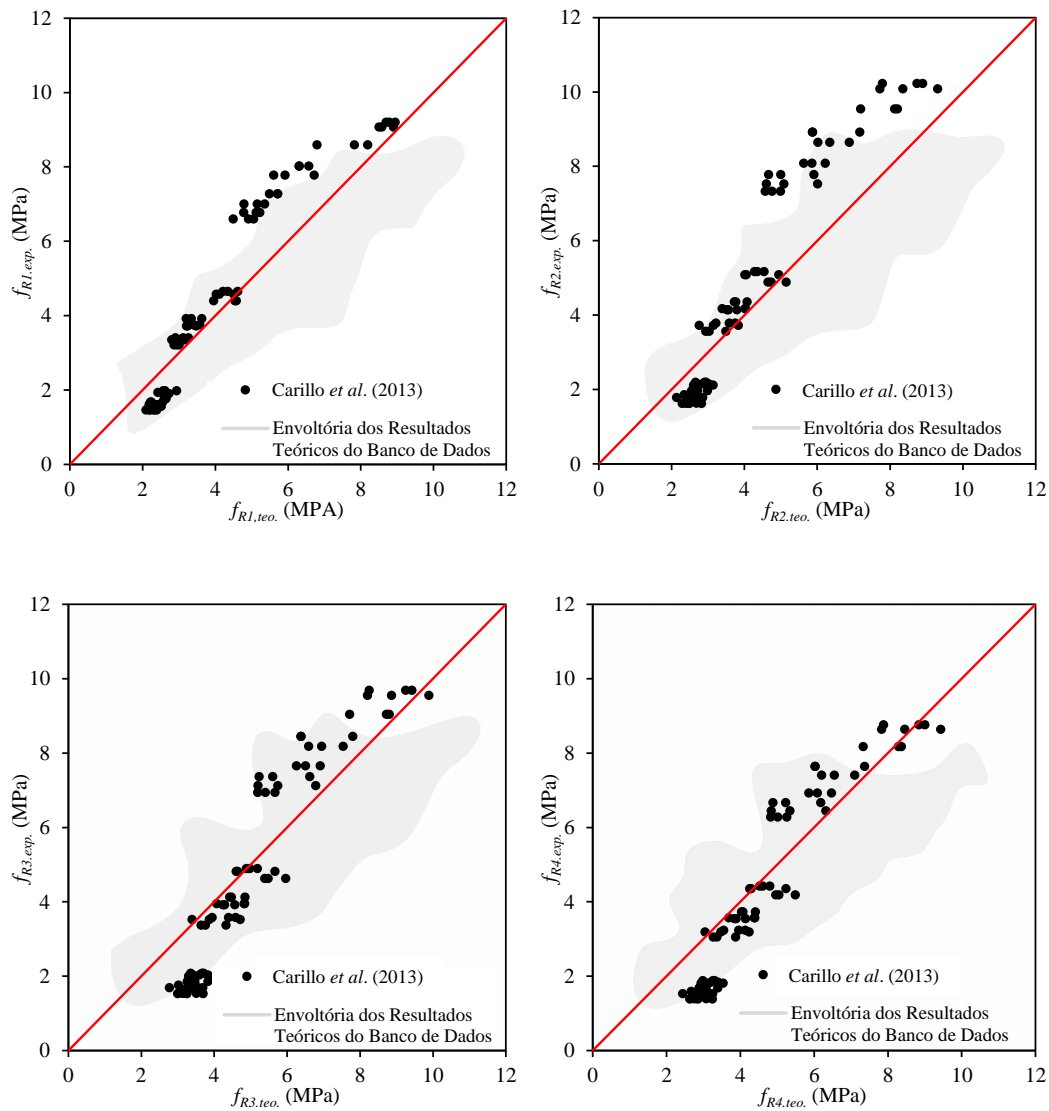 12
10
8
6
4
2
0
f_R1.exp. (MPa)
Carillo et al. (2013)
Envoltória dos Resultados
Teóricos do Banco de Dados
0 2 4 6 8 10 12
f_R1,teo. (MPA)
12
10
8
6
4
2
0
f_R2.exp. (MPa)
Carillo et al. (2013)
Envoltória dos Resultados
Teóricos do Banco de Dados
0 2 4 6 8 10 12
f_R2.teo. (MPa)
12
10
8
6
4
2
0
f_R3.exp. (MPa)
Carillo et al. (2013)
Envoltória dos Resultados
Teóricos do Banco de Dados
0 2 4 6 8 10 12
f_R3.teo. (MPa)
12
10
8
6
4
2
0
f_R4.exp. (MPa)
Carillo et al. (2013)
Envoltória dos Resultados
Teóricos do Banco de Dados
0 2 4 6 8 10 12
f_R4.teo. (MPa)